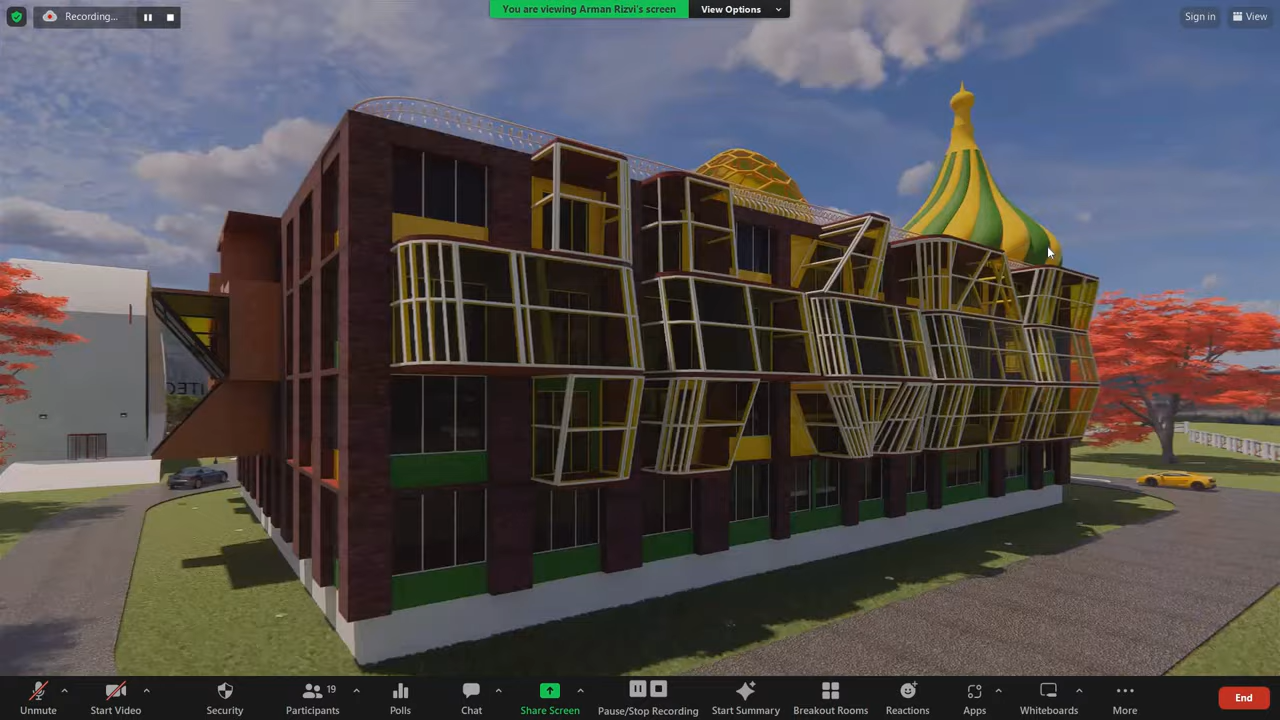 Recording...
You are viewing Arman Rizvi's screen
View Options
Sign in
View
Unmute
Start Video
Security
19
Participants
Polls
Chat
Share Screen
Pause/Stop Recording
Start Summary
Breakout Rooms
Reactions
Apps
Whiteboards
More
End